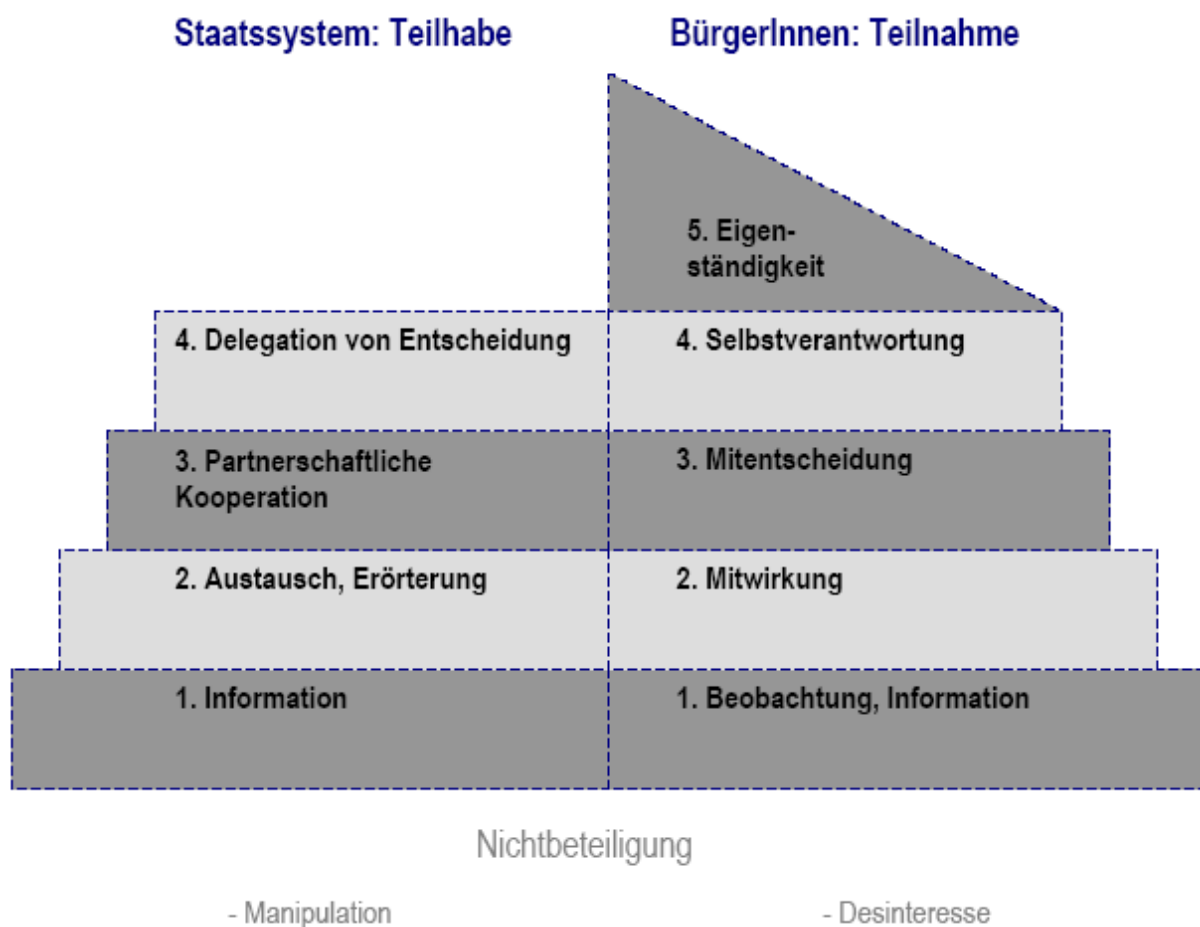 Staatssystem: Teilhabe
BürgerInnen: Teilnahme
5. Eigen-
ständigkeit
4. Delegation von Entscheidung
4. Selbstverantwortung
3. Partnerschaftliche
Kooperation
3. Mitentscheidung
2. Austausch, Erörterung
2. Mitwirkung
1. Information
1. Beobachtung, Information
Nichtbeteiligung
- Manipulation
- Desinteresse